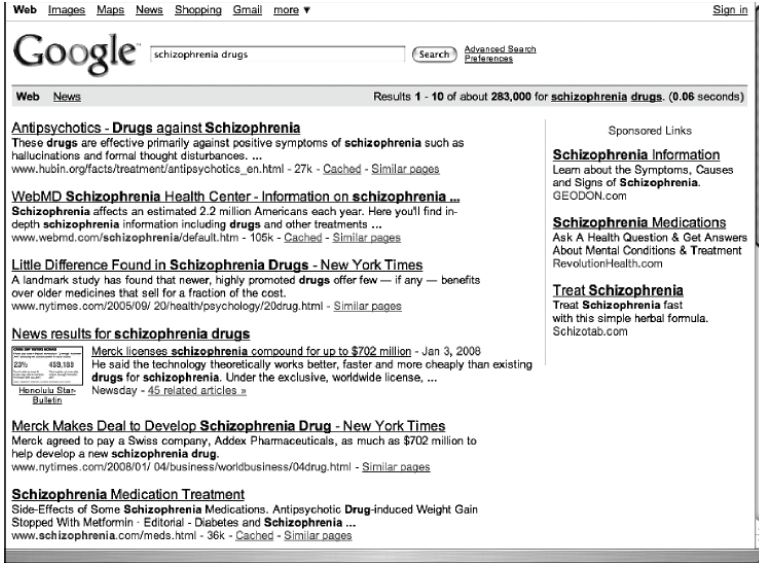 Web Images Maps News Shopping Gmail more ▼ Sign in
Google™ schizophrenia drugs Search Advanced Search
Preferences
Web News Results 1 - 10 of about 283,000 for schizophrenia drugs. (0.06 seconds)
Antipsychotics - Drugs against Schizophrenia
These drugs are effective primarily against positive symptoms of schizophrenia such as
hallucinations and formal thought disturbances. ...
www.hubin.org/facts/treatment/antipsychotics_en.html - 27k - Cached - Similar pages
WebMD Schizophrenia Health Center - Information on schizophrenia ...
Schizophrenia affects an estimated 2.2 million Americans each year. Here you'll find in-
depth schizophrenia information including drugs and other treatments ...
www.webmd.com/schizophrenia/default.htm - 105k - Cached - Similar pages
Little Difference Found in Schizophrenia Drugs - New York Times
A landmark study has found that newer, highly promoted drugs offer few — if any — benefits
over older medicines that sell for a fraction of the cost.
www.nytimes.com/2005/09/ 20/health/psychology/20drug.html - Similar pages
News results for schizophrenia drugs
Merck licenses schizophrenia compound for up to $702 million - Jan 3, 2008
He said the technology theoretically works better, faster and more cheaply than existing
drugs for schizophrenia. Under the exclusive, worldwide license, ...
Newsday - 45 related articles »
23%
Honolulu Star-
Bulletin
Merck Makes Deal to Develop Schizophrenia Drug - New York Times
Merck agreed to pay a Swiss company, Addex Pharmaceuticals, as much as $702 million to
help develop a new schizophrenia drug.
www.nytimes.com/2008/01/ 04/business/worldbusiness/04drug.html - Similar pages
Schizophrenia Medication Treatment
Side-Effects of Some Schizophrenia Medications. Antipsychotic Drug-induced Weight Gain
Stopped With Metformin · Editorial - Diabetes and Schizophrenia ...
www.schizophrenia.com/meds.html - 36k - Cached - Similar pages
Sponsored Links
Schizophrenia Information
Learn about the Symptoms, Causes
and Signs of Schizophrenia.
GEODON.com
Schizophrenia Medications
Ask A Health Question & Get Answers
About Mental Conditions & Treatment
RevolutionHealth.com
Treat Schizophrenia
Treat Schizophrenia fast
with this simple herbal formula.
Schizotab.com